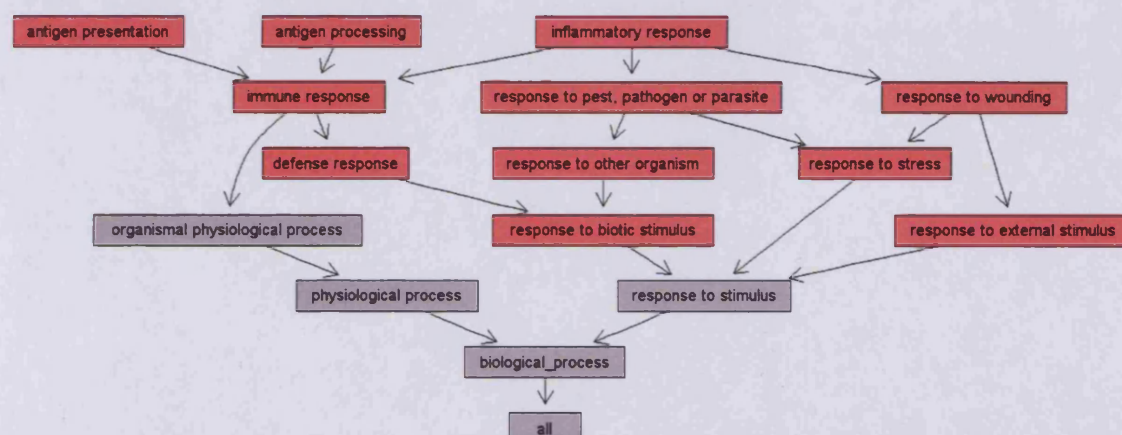 antigen presentation
antigen processing
inflammatory response
immune response
response to pest, pathogen or parasite
response to wounding
defense response
response to other organism
response to stress
organismal physiological process
response to biotic stimulus
response to external stimulus
physiological process
response to stimulus
biological_process
all